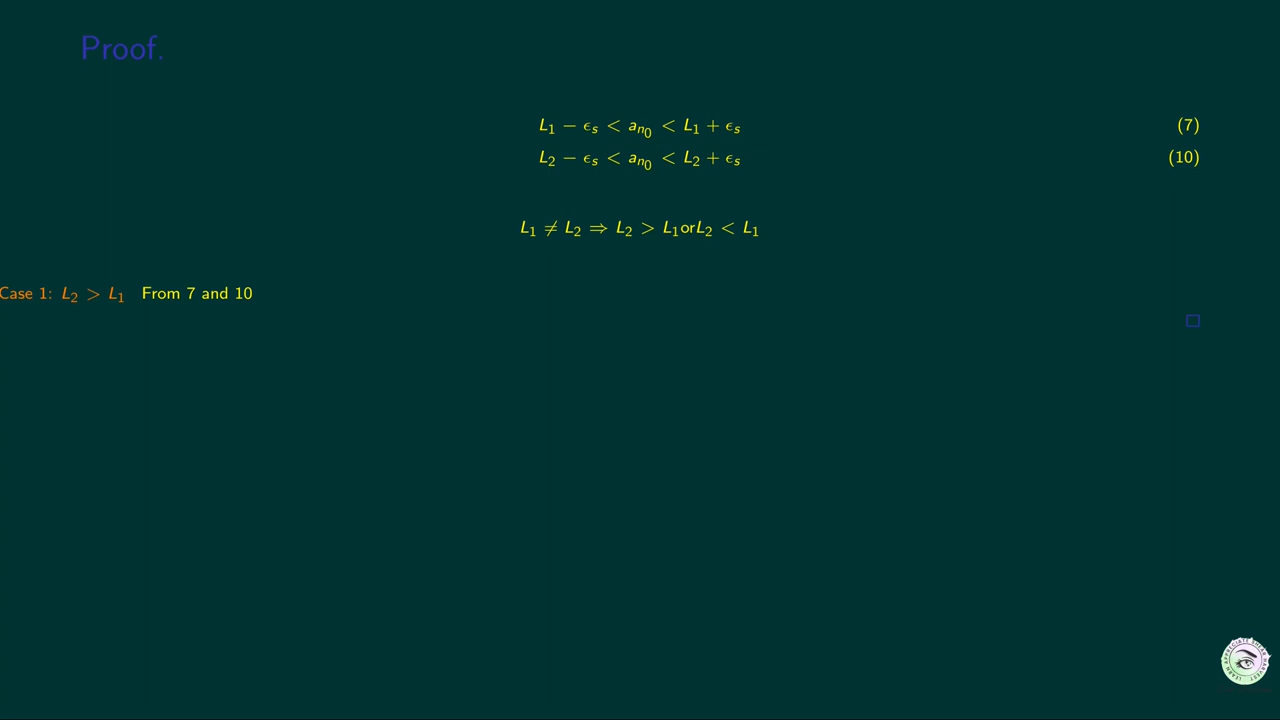 Proof.
L₁ − ϵₛ < aₙ₀ < L₁ + ϵₛ (7)
L₂ − ϵₛ < aₙ₀ < L₂ + ϵₛ (10)
L₁ ≠ L₂ ⇒ L₂ > L₁orL₂ < L₁
Case 1: L₂ > L₁ From 7 and 10